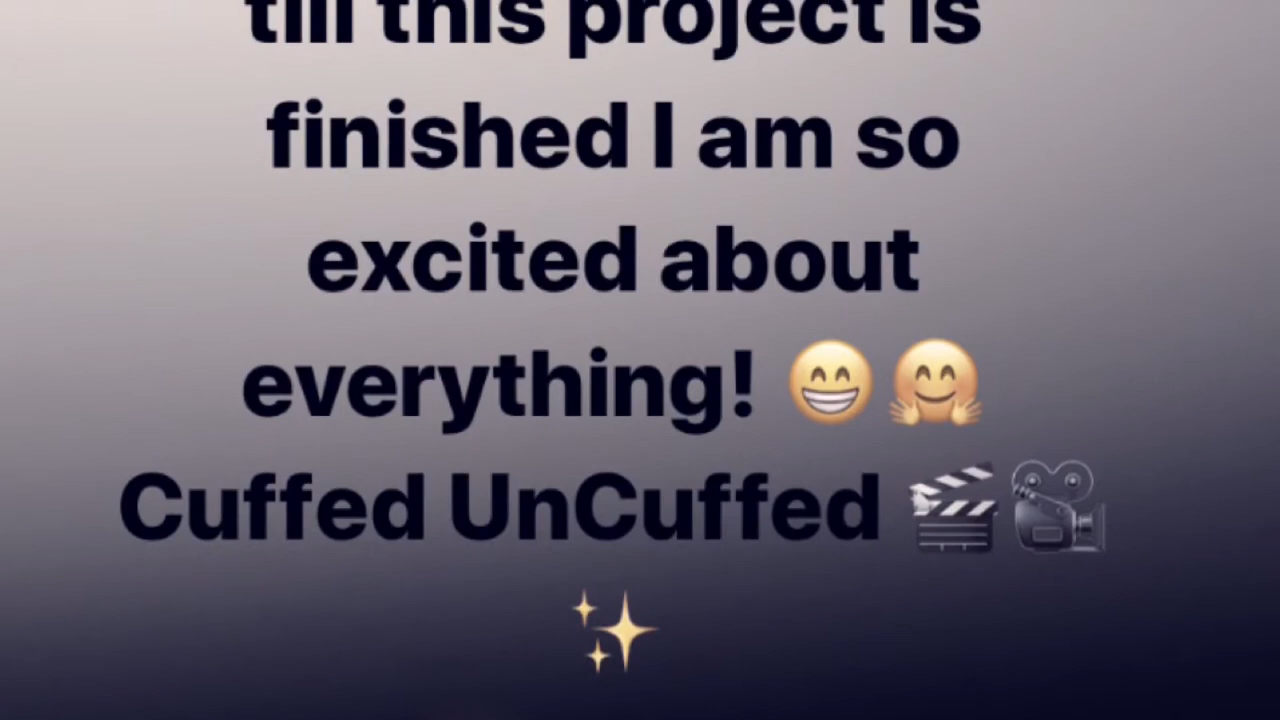 till this project is
finished I am so
excited about
everything! 😁🤗
Cuffed UnCuffed 🎬🎥
✨